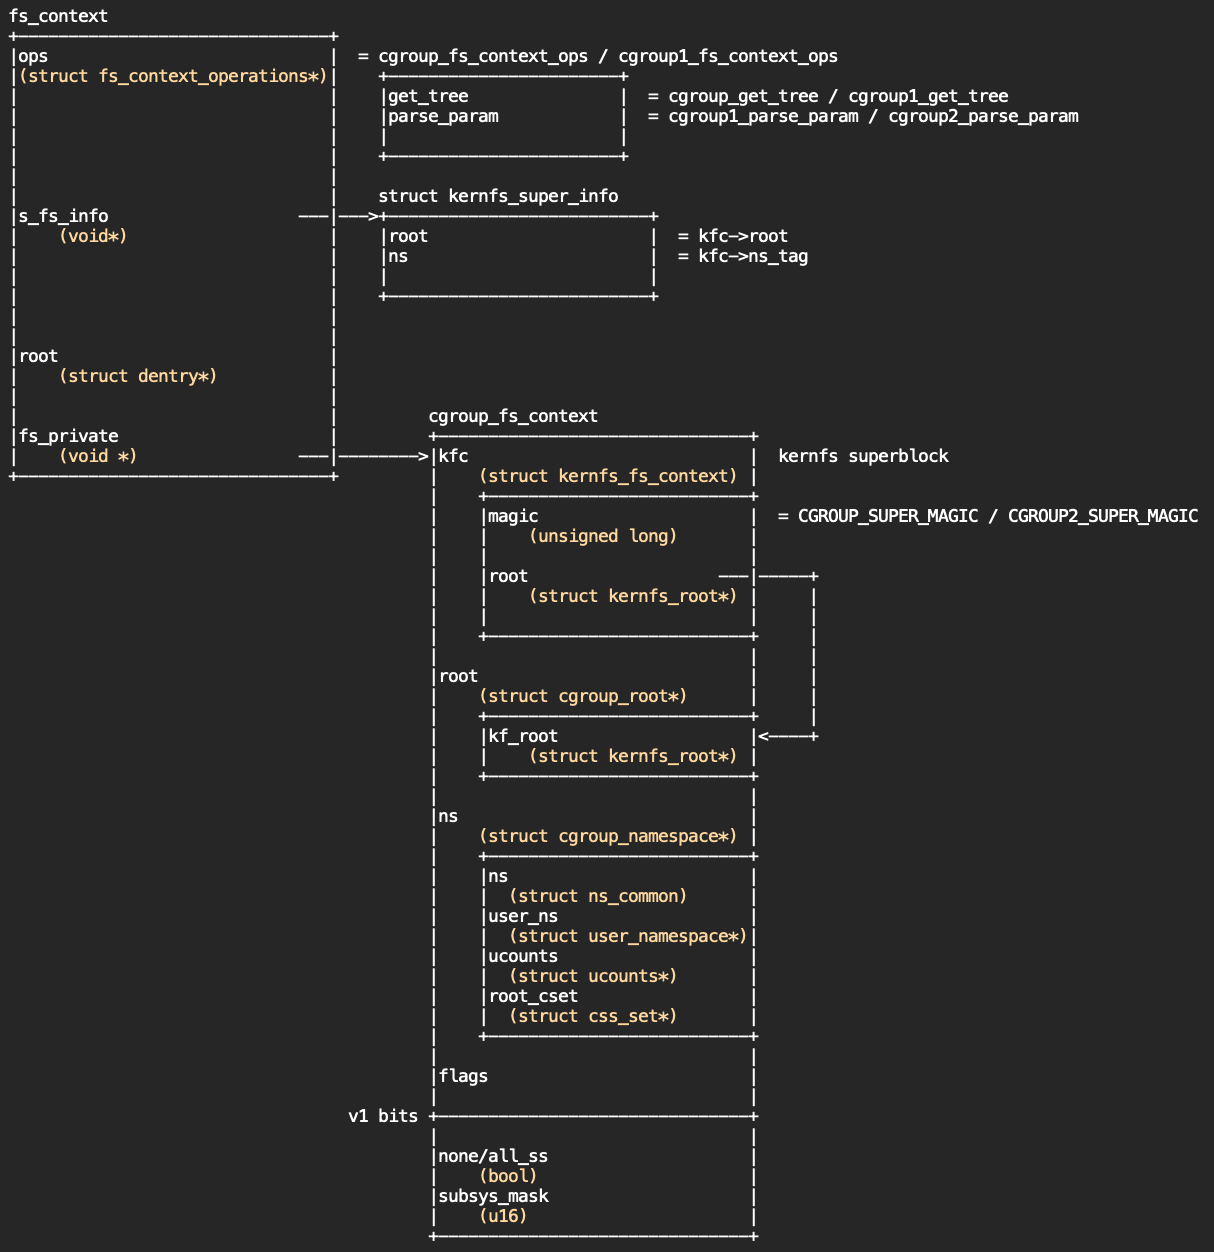 fs_context
ops = cgroup_fs_context_ops / cgroup1_fs_context_ops
(struct fs_context_operations*)
get_tree = cgroup_get_tree / cgroup1_get_tree
parse_param = cgroup1_parse_param / cgroup2_parse_param
struct kernfs_super_info
s_fs_info
(void*) root = kfc->root
ns = kfc->ns_tag
root
(struct dentry*)
cgroup_fs_context
fs_private
(void *) kfc kernfs superblock
(struct kernfs_fs_context)
magic = CGROUP_SUPER_MAGIC / CGROUP2_SUPER_MAGIC
(unsigned long)
root
(struct kernfs_root*)
root
(struct cgroup_root*)
kf_root
(struct kernfs_root*)
ns
(struct cgroup_namespace*)
ns
(struct ns_common)
user_ns
(struct user_namespace*)
ucounts
(struct ucounts*)
root_cset
(struct css_set*)
flags
v1 bits
none/all_ss
(bool)
subsys_mask
(u16)